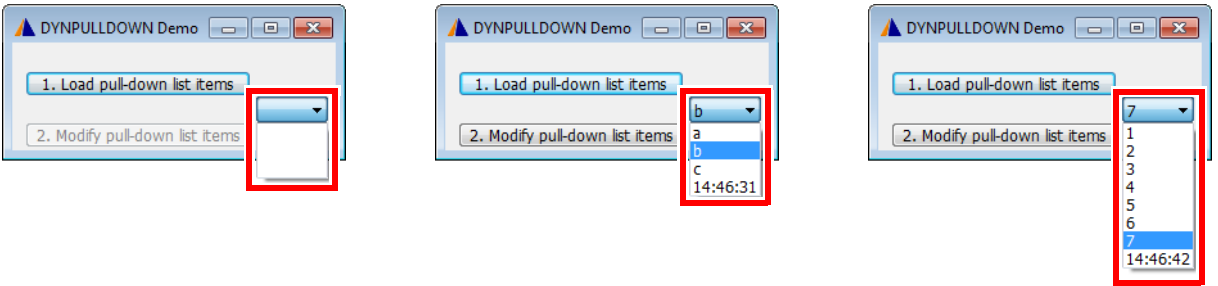 DYNPULLDOWN Demo
1. Load pull-down list items
2. Modify pull-down list items
DYNPULLDOWN Demo
1. Load pull-down list items
b
2. Modify pull-down list items
a
b
c
14:46:31
DYNPULLDOWN Demo
1. Load pull-down list items
7
2. Modify pull-down list items
1
2
3
4
5
6
7
14:46:42